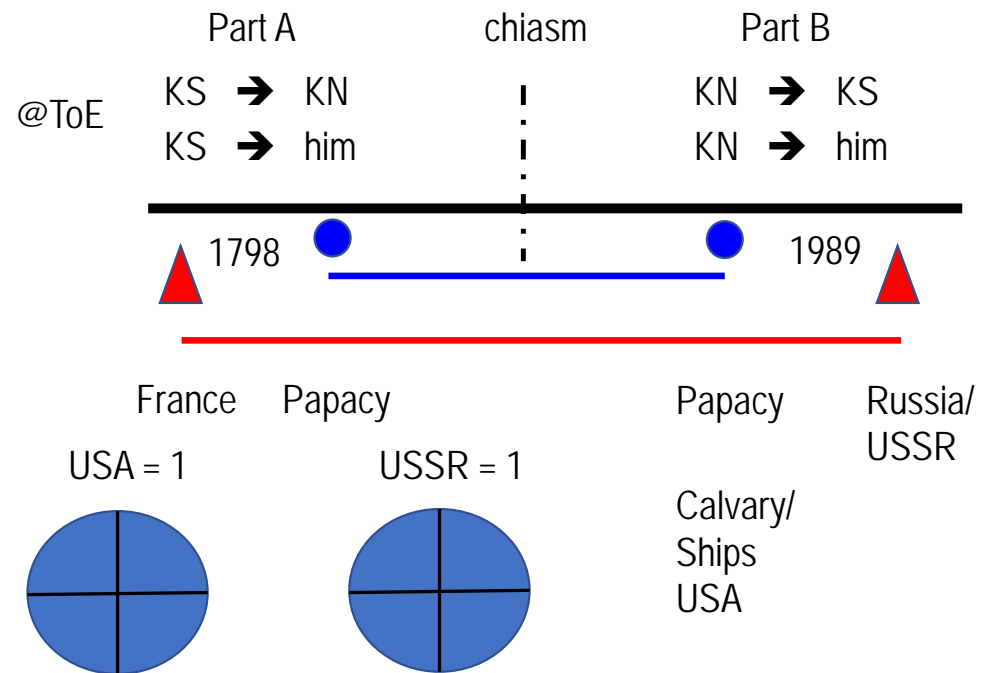 Part A chiasm Part B
@ToE
KS ➔ KN KN ➔ KS
KS ➔ him KN ➔ him
1798 1989
France Papacy Papacy Russia/
USSR
USA = 1 USSR = 1
Calvary/
Ships
USA